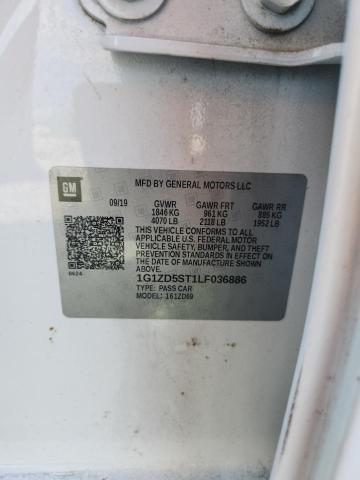 GM
MFD BY GENERAL MOTORS LLC
09/19 GVWR GAWR FRT GAWR RR
1846 KG 961 KG 885 KG
4070 LB 2118 LB 1952 LB
THIS VEHICLE CONFORMS TO ALL
APPLICABLE U.S. FEDERAL MOTOR
VEHICLE SAFETY, BUMPER, AND THEFT
PREVENTION STANDARDS IN EFFECT ON
THE DATE OF MANUFACTURE SHOWN
ABOVE.
1G1ZD5ST1LF036886
TYPE: PASS CAR
MODEL: 161ZD69